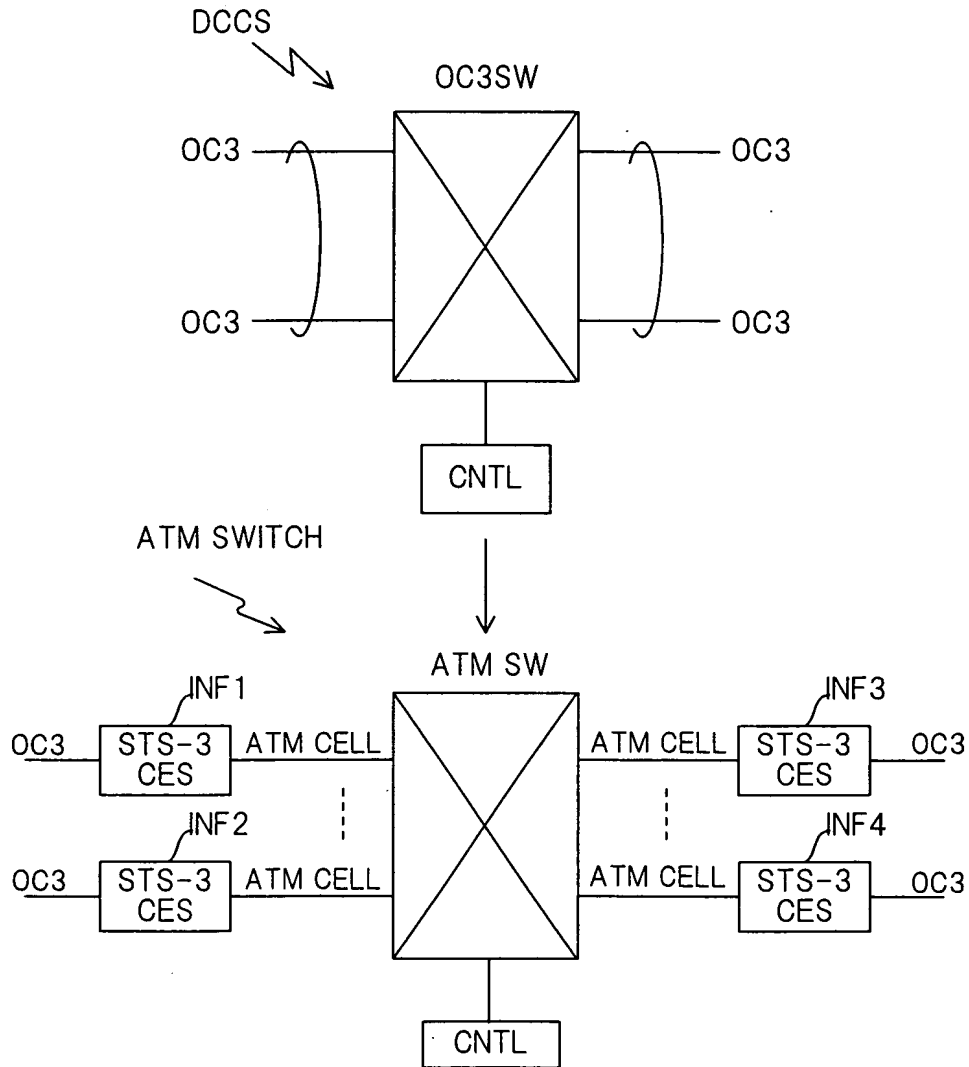 DCCS
OC3SW
OC3
OC3
OC3
OC3
CNTL
ATM SWITCH
ATM SW
INF1
INF3
OC3
STS-3
CES
ATM CELL
ATM CELL
STS-3
CES
OC3
INF2
INF4
OC3
STS-3
CES
ATM CELL
ATM CELL
STS-3
CES
OC3
CNTL